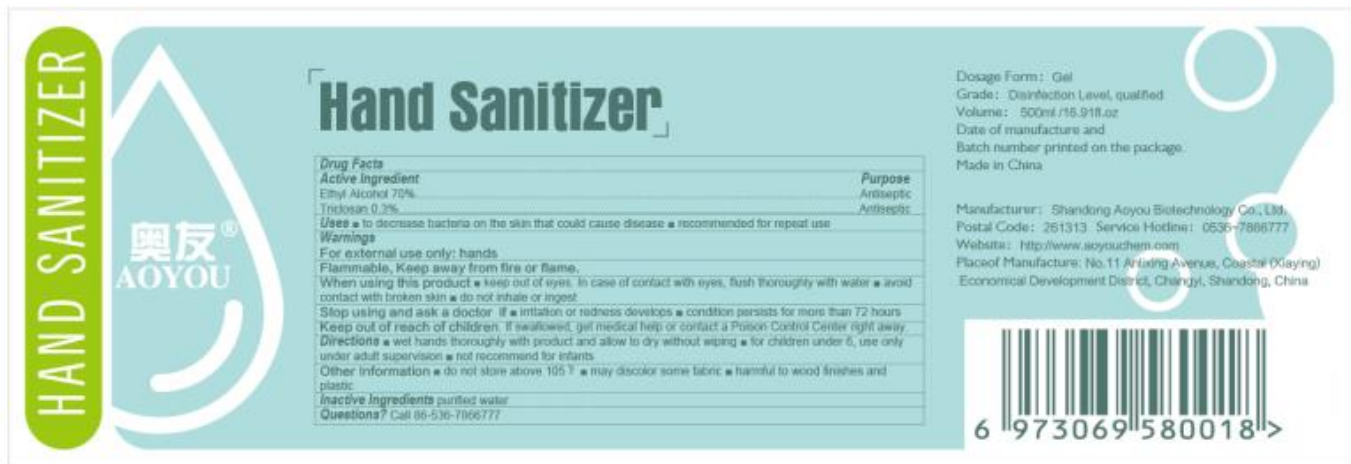 HAND SANITIZER
奥友®
AOYOU
Hand Sanitizer
Drug Facts
Active Ingredient Purpose
Ethyl Alcohol 70% Antiseptic
Triclosan 0.3% Antiseptic
Uses ■ to decrease bacteria on the skin that could cause disease ■ recommended for repeat use
Warnings
For external use only: hands
Flammable, Keep away from fire or flame.
When using this product ■ keep out of eyes. In case of contact with eyes, flush thoroughly with water ■ avoid
contact with broken skin ■ do not inhale or ingest
Stop using and ask a doctor if ■ irritation or redness develops ■ condition persists for more than 72 hours
Keep out of reach of children. If swallowed, get medical help or contact a Poison Control Center right away
Directions ■ wet hands thoroughly with product and allow to dry without wiping ■ for children under 6, use only
under adult supervision ■ not recommend for infants
Other Information ■ do not store above 105 ? ■ may discolor some fabric ■ harmful to wood finishes and
plastic
Inactive Ingredients purified water
Questions? Call 86-536-7866777
Dosage Form: Gel
Grade: Disinfection Level, qualified
Volume: 500ml /16.918.oz
Date of manufacture and
Batch number printed on the package.
Made in China
Manufacturer: Shandong Aoyou Biotechnology Co., Ltd.
Postal Code: 261313 Service Hotline: 0536-7866777
Website: http://www.aoyouchem.com
Placeof Manufacture: No.11 Anxing Avenue, Coastal (Xiaying)
Economical Development District, Changyi, Shandong, China
6 973069 580018 >